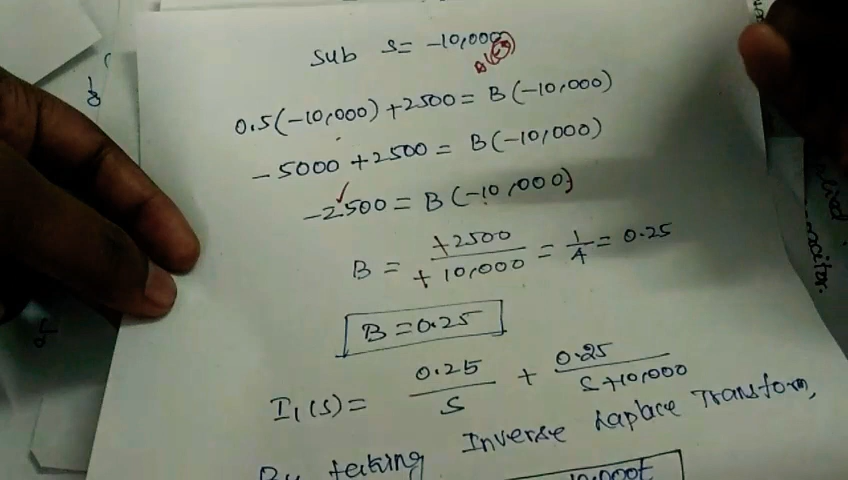 Sub S= -10,000
0.5(-10,000) +2500 = B(-10,000)
-5000 +2500 = B(-10,000)
-2500 = B(-10,000)
B = +2500/+10,000 = 1/4 = 0.25
B=0.25
I1(S)= 0.25/S + 0.25/S+10,000
By taking Inverse Laplace Transform,